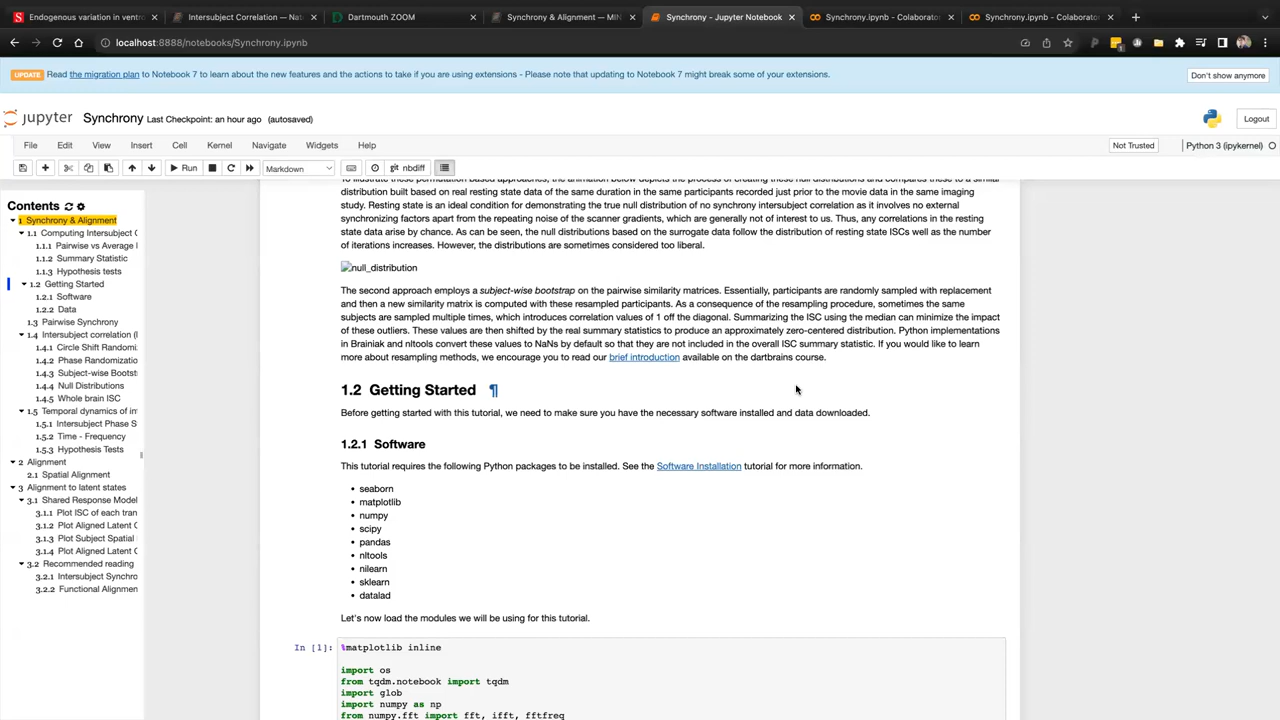 Endogenous variation in ventro
Intersubject Correlation — Nat
Dartmouth ZOOM
Synchrony & Alignment — MIN
Synchrony - Jupyter Notebook
Synchrony.ipynb - Colaborator
Synchrony.ipynb - Colaborator
localhost:8888/notebooks/Synchrony.ipynb
UPDATE Read the migration plan to Notebook 7 to learn about the new features and the actions to take if you are using extensions - Please note that updating to Notebook 7 might break some of your extensions.
Don't show anymore
jupyter Synchrony Last Checkpoint: an hour ago (autosaved)
Logout
File Edit View Insert Cell Kernel Navigate Widgets Help
Not Trusted
Python 3 (ipykernel)
Run
Markdown
nbdiff
Contents
1 Synchrony & Alignment
1.1 Computing Intersubject C
1.1.1 Pairwise vs Average I
1.1.2 Summary Statistic
1.1.3 Hypothesis tests
1.2 Getting Started
1.2.1 Software
1.2.2 Data
1.3 Pairwise Synchrony
1.4 Intersubject correlation (I
1.4.1 Circle Shift Randomi
1.4.2 Phase Randomizatio
1.4.3 Subject-wise Bootst
1.4.4 Null Distributions
1.4.5 Whole brain ISC
1.5 Temporal dynamics of int
1.5.1 Intersubject Phase S
1.5.2 Time - Frequency
1.5.3 Hypothesis Tests
2 Alignment
2.1 Spatial Alignment
3 Alignment to latent states
3.1 Shared Response Model
3.1.1 Plot ISC of each tran
3.1.2 Plot Aligned Latent C
3.1.3 Plot Subject Spatial
3.1.4 Plot Aligned Latent C
3.2 Recommended reading
3.2.1 Intersubject Synchro
3.2.2 Functional Alignmen
To illustrate these permutation based approaches, the animation below depicts the process of creating these null distributions and compares these to a similar
distribution built based on real resting state data of the same duration in the same participants recorded just prior to the movie data in the same imaging
study. Resting state is an ideal condition for demonstrating the true null distribution of no synchrony intersubject correlation as it involves no external
synchronizing factors apart from the repeating noise of the scanner gradients, which are generally not of interest to us. Thus, any correlations in the resting
state data arise by chance. As can be seen, the null distributions based on the surrogate data follow the distribution of resting state ISCs well as the number
of iterations increases. However, the distributions are sometimes considered too liberal.
null_distribution
The second approach employs a subject-wise bootstrap on the pairwise similarity matrices. Essentially, participants are randomly sampled with replacement
and then a new similarity matrix is computed with these resampled participants. As a consequence of the resampling procedure, sometimes the same
subjects are sampled multiple times, which introduces correlation values of 1 off the diagonal. Summarizing the ISC using the median can minimize the impact
of these outliers. These values are then shifted by the real summary statistics to produce an approximately zero-centered distribution. Python implementations
in Brainiak and nltools convert these values to NaNs by default so that they are not included in the overall ISC summary statistic. If you would like to learn
more about resampling methods, we encourage you to read our brief introduction available on the dartbrains course.
1.2 Getting Started ¶
Before getting started with this tutorial, we need to make sure you have the necessary software installed and data downloaded.
1.2.1 Software
This tutorial requires the following Python packages to be installed. See the Software Installation tutorial for more information.
• seaborn
• matplotlib
• numpy
• scipy
• pandas
• nltools
• nilearn
• sklearn
• datalad
Let's now load the modules we will be using for this tutorial.
In [1]:
%matplotlib inline
import os
from tqdm.notebook import tqdm
import glob
import numpy as np
from numpy.fft import fft, ifft, fftfreq